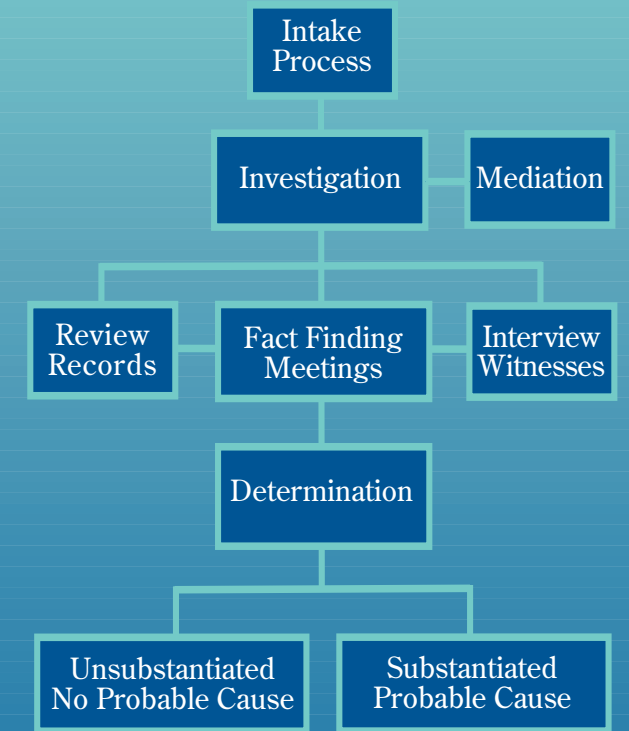 Intake
Process
Investigation
Mediation
Review
Records
Fact Finding
Meetings
Interview
Witnesses
Determination
Unsubstantiated
No Probable Cause
Substantiated
Probable Cause